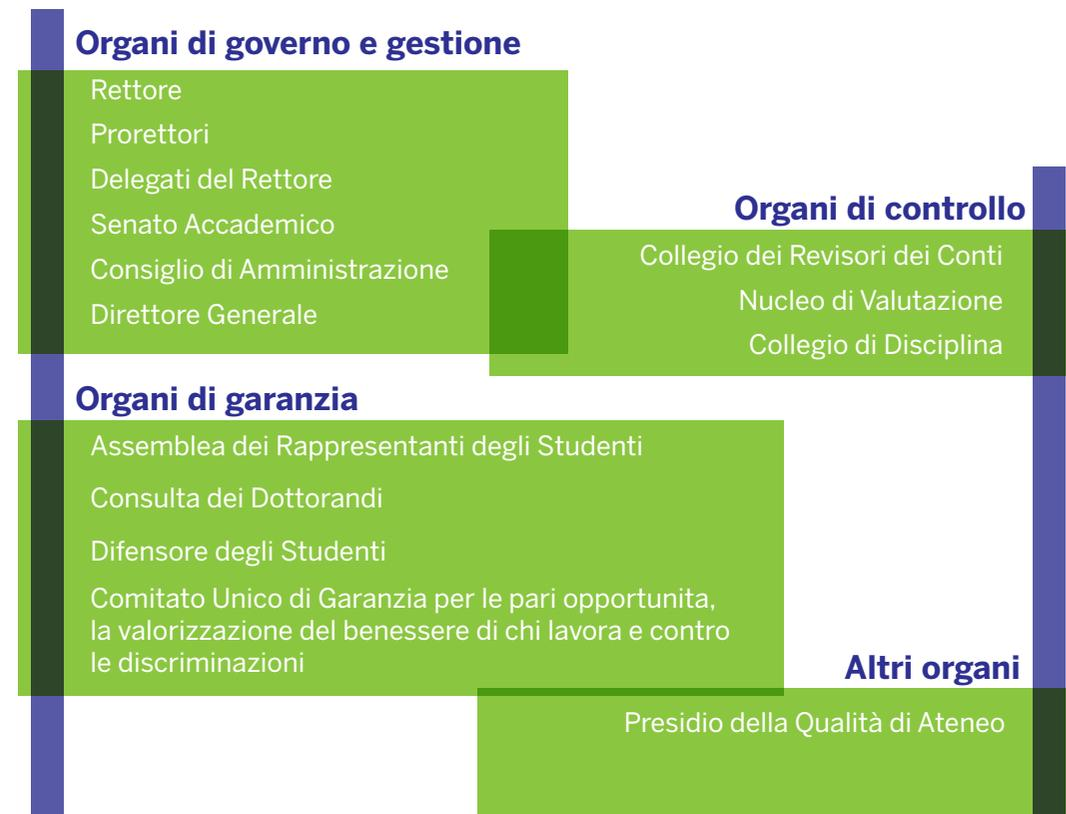 Organi di governo e gestione
Rettore
Prorettori
Delegati del Rettore
Senato Accademico
Consiglio di Amministrazione
Direttore Generale
Organi di controllo
Collegio dei Revisori dei Conti
Nucleo di Valutazione
Collegio di Disciplina
Organi di garanzia
Assemblea dei Rappresentanti degli Studenti
Consulta dei Dottorandi
Difensore degli Studenti
Comitato Unico di Garanzia per le pari opportunita,
la valorizzazione del benessere di chi lavora e contro
le discriminazioni
Altri organi
Presidio della Qualità di Ateneo